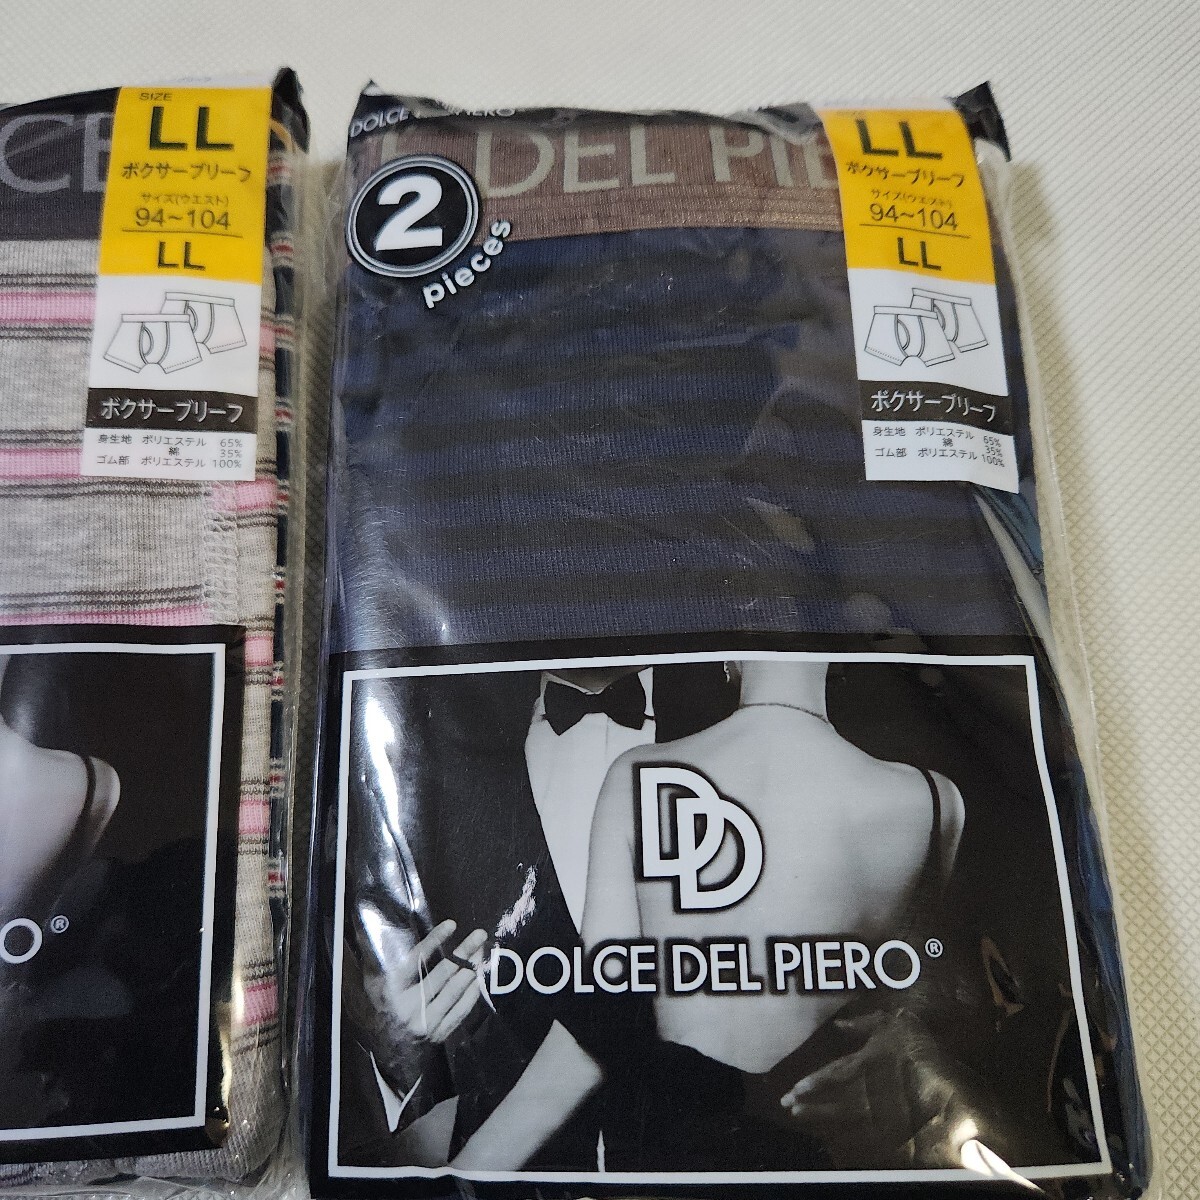 SIZE
LL
ボクサーブリーフ
サイズ(ウエスト)
94~104
LL
ボクサーブリーフ
身生地 ポリエステル 65%
綿 35%
ゴム部 ポリエステル 100%
CE
O®
DOLCE DEL PIERO
DEL PIE
2
pieces
LL
ボクサーブリーフ
サイズ(ウエスト)
94~104
LL
ボクサーブリーフ
身生地 ポリエステル 65%
綿 35%
ゴム部 ポリエステル 100%
DD
DOLCE DEL PIERO®